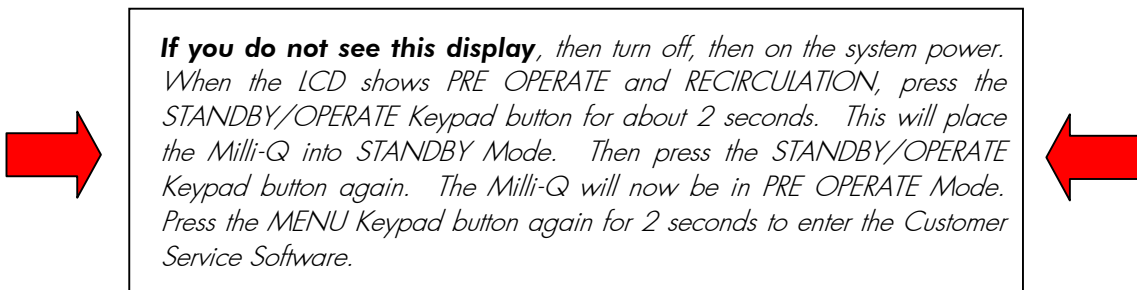 If you do not see this display, then turn off, then on the system power.
When the LCD shows PRE OPERATE and RECIRCULATION, press the
STANDBY/OPERATE Keypad button for about 2 seconds. This will place
the Milli-Q into STANDBY Mode. Then press the STANDBY/OPERATE
Keypad button again. The Milli-Q will now be in PRE OPERATE Mode.
Press the MENU Keypad button again for 2 seconds to enter the Customer
Service Software.